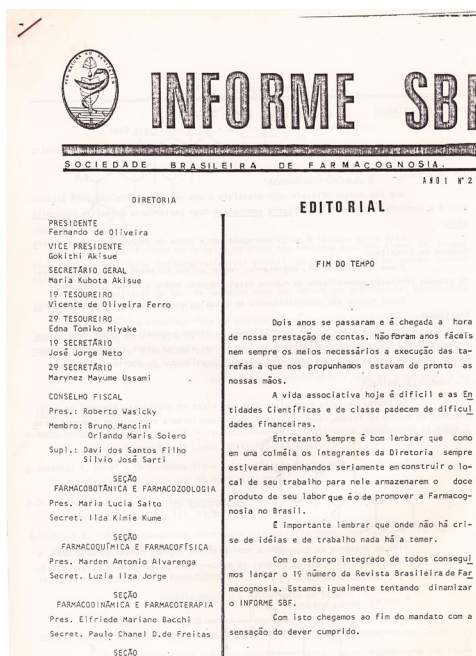 INFORME SBF
SOCIEDADE BRASILEIRA DE FARMACOGNOSIA.
ANO 1 Nº 2
DIRETORIA
PRESIDENTE
Fernando de Oliveira
VICE PRESIDENTE
Gokithi Akisue
SECRETÁRIO GERAL
Maria Kubota Akisue
1º TESOUREIRO
Vicente de Oliveira Ferro
2º TESOUREIRO
Edna Tomiko Miyake
1º SECRETÁRIO
José Jorge Neto
2º SECRETÁRIO
Marynez Mayume Ussami
CONSELHO FISCAL
Pres.: Roberto Wasicky
Membro: Bruno Mancini
Orlando Maris Soiero
Supl.: Davi dos Santos Filho
Silvio José Sarti
SEÇÃO
FARMACOBOTÂNICA E FARMACOZOOLOGIA
Pres. Maria Lucia Saito
Secret. Ilda Kimie Kume
SEÇÃO
FARMACOQUÍMICA E FARMACOFÍSICA
Pres. Marden Antonio Alvarenga
Secret. Luzia Ilza Jorge
SEÇÃO
FARMACODINÂMICA E FARMACOTERAPIA
Pres. Elfriede Mariane Bacchi
Secret. Paulo Chanel D.de Freitas
SEÇÃO
EDITORIAL
FIM DO TEMPO
Dois anos se passaram e é chegada a hora
de nossa prestação de contas. Não foram anos fáceis
nem sempre os meios necessários a execução das ta-
refas a que nos propunhamos estavam de pronto as
nossas mãos.
A vida associativa hoje é dificil e as En
tidades Científicas e de classe padecem de dificul
dades financeiras.
Entretanto sempre é bom lembrar que como
em uma colméia os integrantes da Diretoria sempre
estiveram empenhandos seriamente em construir o lo-
cal de seu trabalho para nele armazenarem o doce
produto de seu labor que é o de promover a Farmacog-
nosia no Brasil.
É importante lembrar que onde não há cri-
se de idéias e de trabalho nada há a temer.
Com o esforço integrado de todos consegui
mos lançar o 1º número da Revista Brasileira de Far
macognosia. Estamos igualmente tentando dinamizar
o INFORME SBF.
Com isto chegamos ao fim do mandato com a
sensação do dever cumprido.